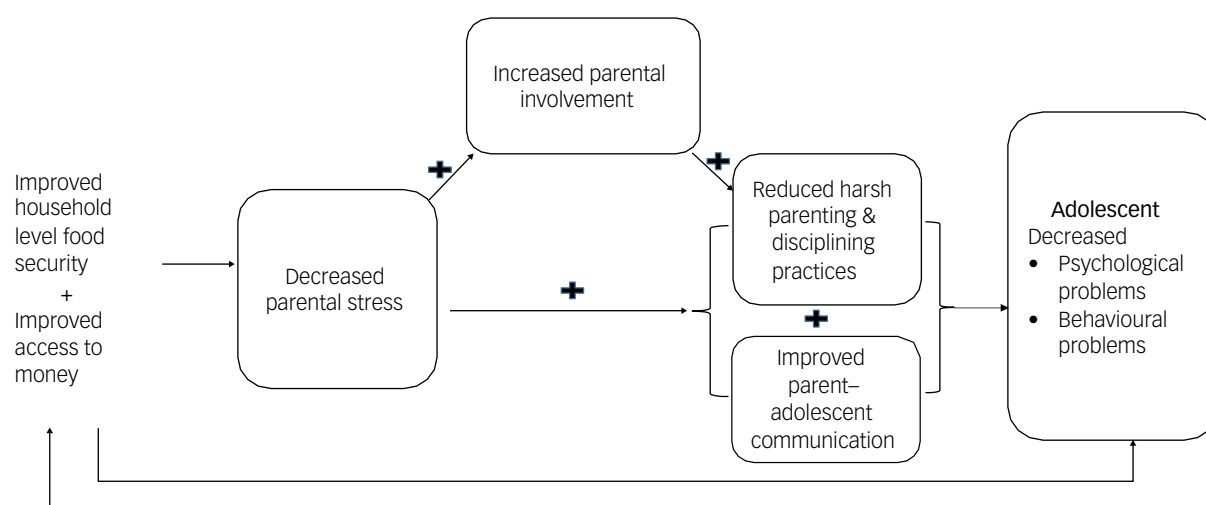 Improved
household
level food
security
+
Improved
access to
money
Decreased
parental stress
+
Increased parental
involvement
+
+
Reduced harsh
parenting &
disciplining
practices
+
Improved
parent–
adolescent
communication
Adolescent
Decreased
• Psychological
problems
• Behavioural
problems